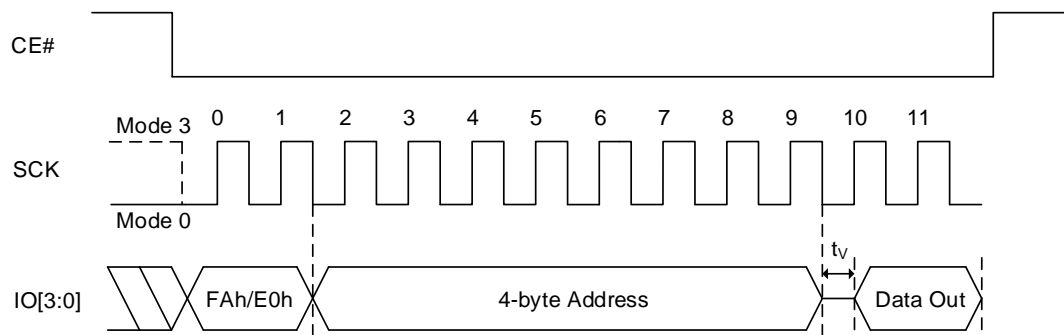 CE#
0 1 2 3 4 5 6 7 8 9 10 11
Mode 3
SCK
Mode 0
tV
IO[3:0] FAh/E0h 4-byte Address Data Out